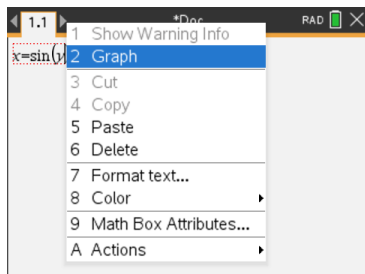 1.1 *Doc RAD
x=sin(y
1 Show Warning Info
2 Graph
3 Cut
4 Copy
5 Paste
6 Delete
7 Format text...
8 Color
9 Math Box Attributes...
A Actions